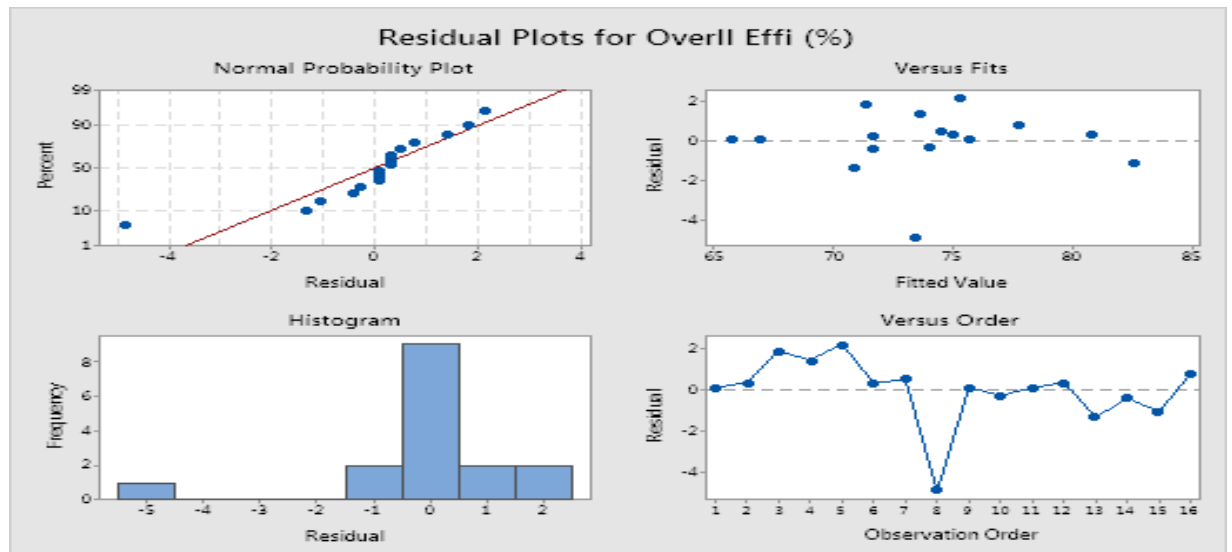 Residual Plots for Overll Effi (%)
Normal Probability Plot
99
90
50
10
1
Percent
-4
-2
0
2
4
Residual
Versus Fits
2
0
-2
-4
Residual
65
70
75
80
85
Fitted Value
Histogram
8
6
4
2
0
Frequency
-5
-4
-3
-2
-1
0
1
2
Residual
Versus Order
2
0
-2
-4
Residual
1 2 3 4 5 6 7 8 9 10 11 12 13 14 15 16
Observation Order